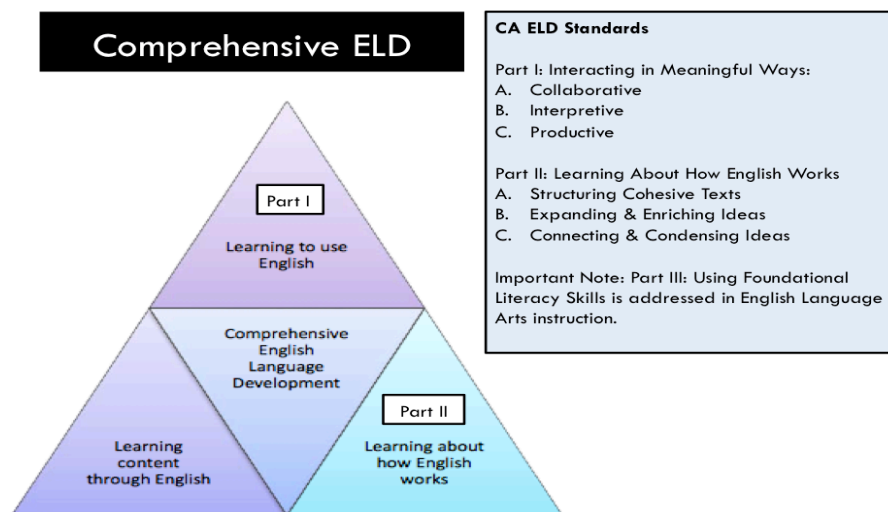 Comprehensive ELD
Part I
Learning to use
English
Comprehensive
English
Language
Development
Learning
content
through English
Part II
Learning about
how English
works
CA ELD Standards
Part I: Interacting in Meaningful Ways:
A. Collaborative
B. Interpretive
C. Productive
Part II: Learning About How English Works
A. Structuring Cohesive Texts
B. Expanding & Enriching Ideas
C. Connecting & Condensing Ideas
Important Note: Part III: Using Foundational
Literacy Skills is addressed in English Language
Arts instruction.